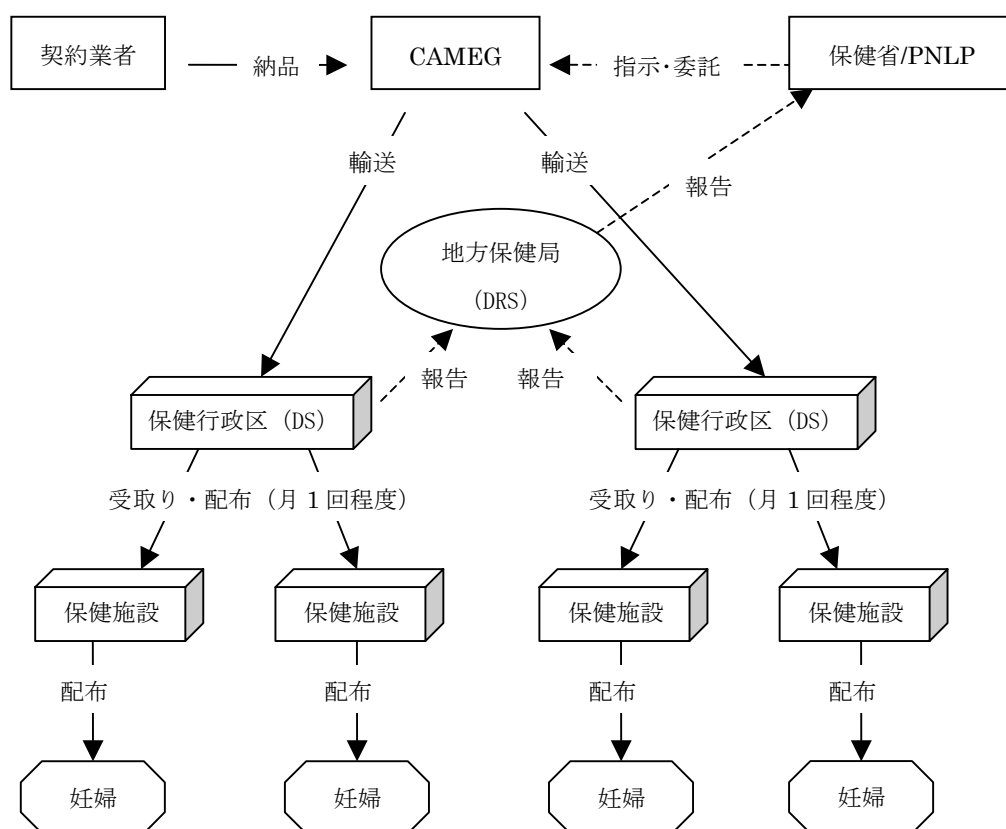 契約業者
納品
CAMEG
指示・委託
保健省/PNLP
輸送
輸送
報告
地方保健局
(DRS)
報告
報告
保健行政区 (DS)
保健行政区 (DS)
受取り・配布 (月 1 回程度)
受取り・配布 (月 1 回程度)
保健施設
保健施設
保健施設
保健施設
配布
配布
配布
配布
妊婦
妊婦
妊婦
妊婦